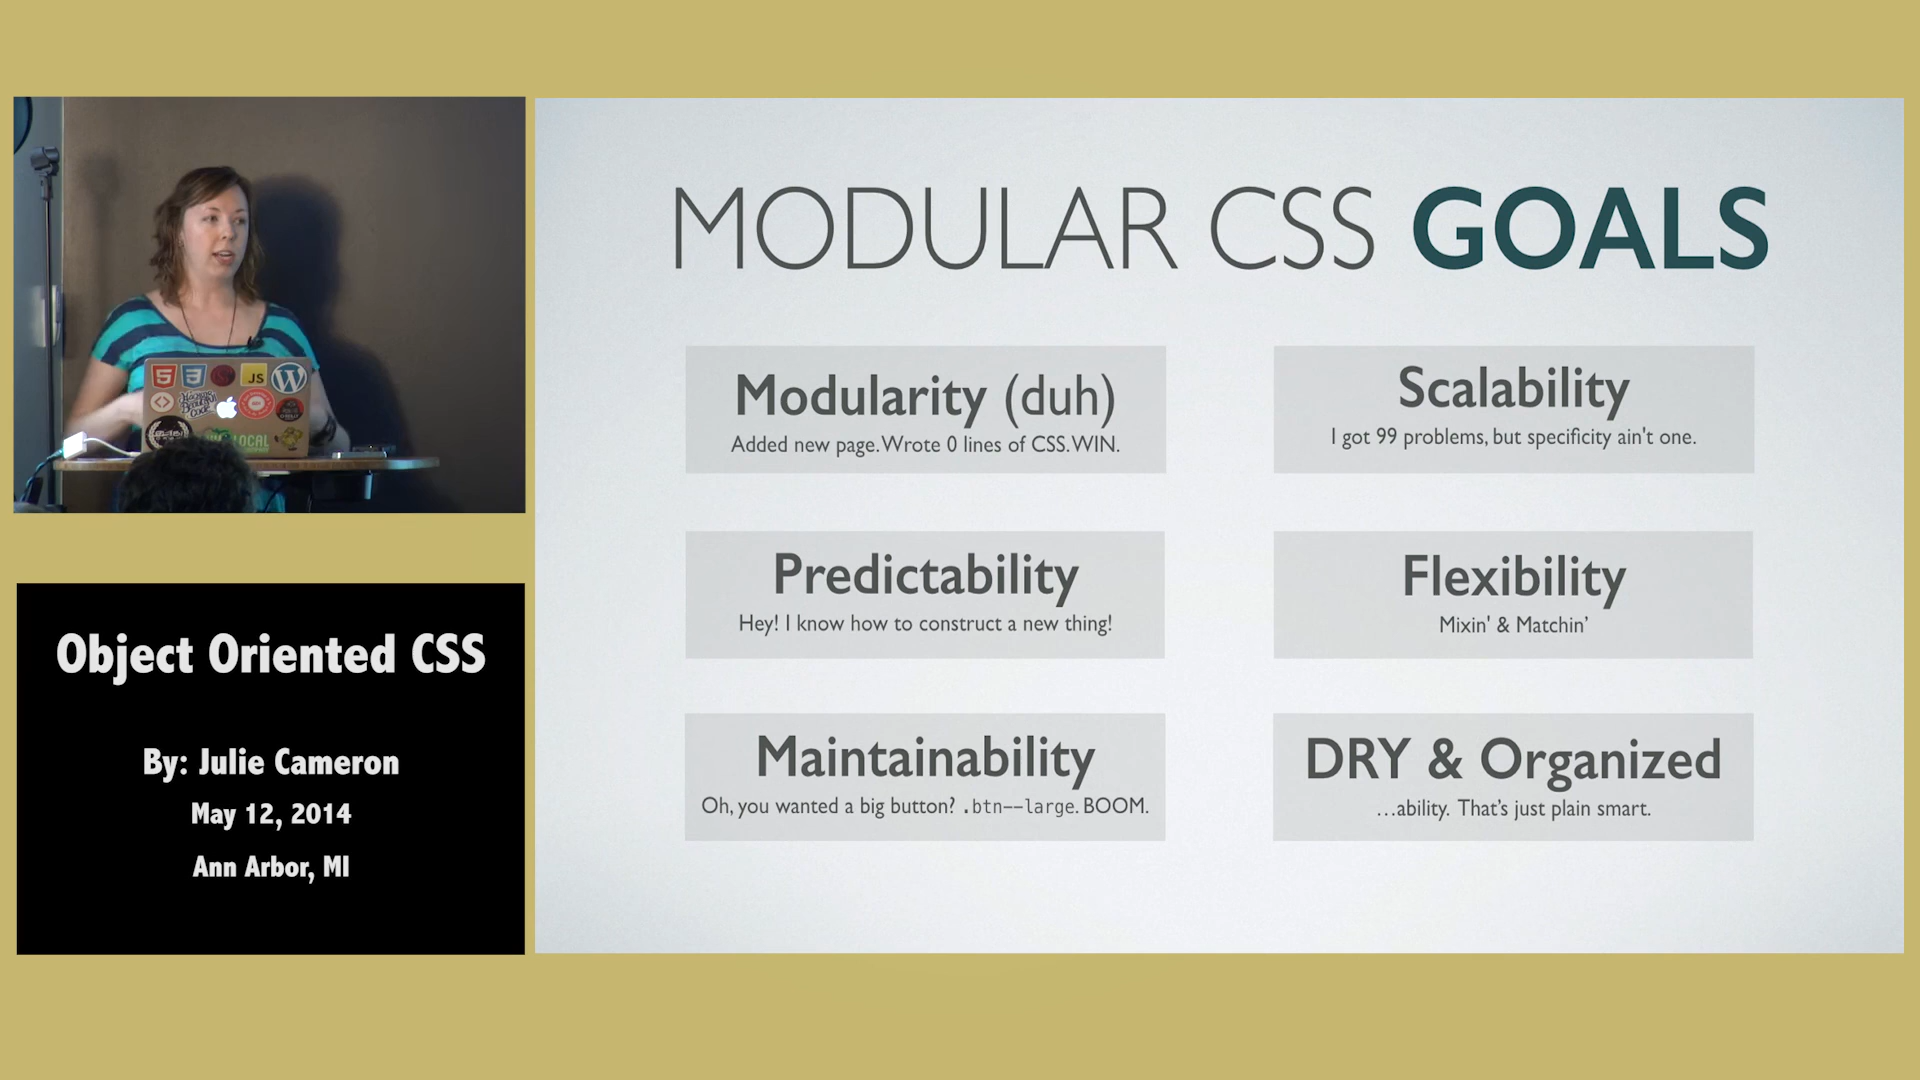 MODULAR CSS GOALS
Modularity (duh)
Added new page. Wrote 0 lines of CSS. WIN.
Scalability
I got 99 problems, but specificity ain't one.
Predictability
Hey! I know how to construct a new thing!
Flexibility
Mixin' & Matchin’
Maintainability
Oh, you wanted a big button? .btn--large. BOOM.
DRY & Organized
…ability. That’s just plain smart.
JS
LOCAL
Object Oriented CSS
By: Julie Cameron
May 12, 2014
Ann Arbor, MI